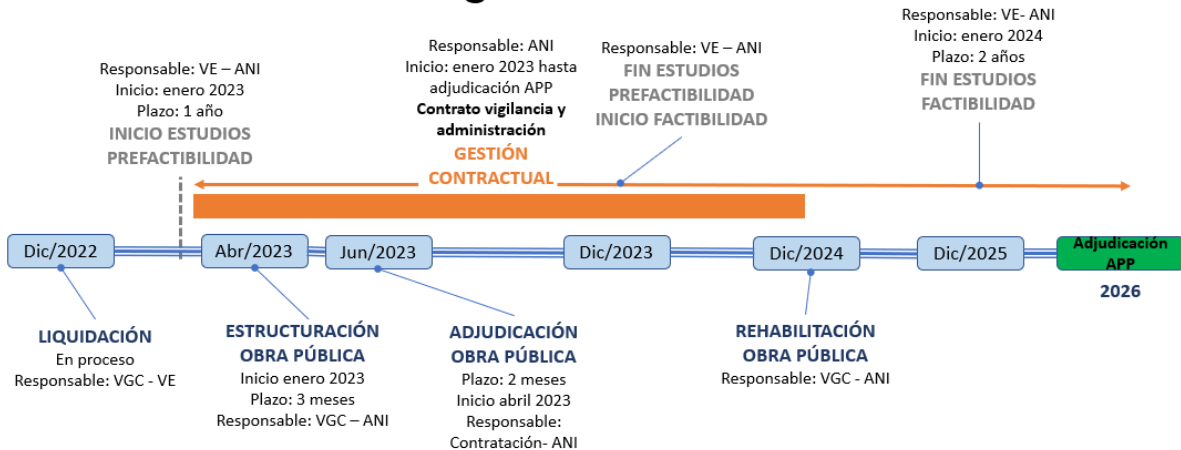 Responsable: VE – ANI
Inicio: enero 2023
Plazo: 1 año
INICIO ESTUDIOS
PREFACTIBILIDAD
Responsable: ANI
Inicio: enero 2023 hasta
adjudicación APP
Contrato vigilancia y
administración
GESTIÓN
CONTRACTUAL
Responsable: VE – ANI
FIN ESTUDIOS
PREFACTIBILIDAD
INICIO FACTIBILIDAD
Responsable: VE- ANI
Inicio: enero 2024
Plazo: 2 años
FIN ESTUDIOS
FACTIBILIDAD
Dic/2022
Abr/2023
Jun/2023
Dic/2023
Dic/2024
Dic/2025
Adjudicación
APP
2026
LIQUIDACIÓN
En proceso
Responsable: VGC - VE
ESTRUCTURACIÓN
OBRA PÚBLICA
Inicio enero 2023
Plazo: 3 meses
Responsable: VGC – ANI
ADJUDICACIÓN
OBRA PÚBLICA
Plazo: 2 meses
Inicio abril 2023
Responsable:
Contratación- ANI
REHABILITACIÓN
OBRA PÚBLICA
Responsable: VGC - ANI